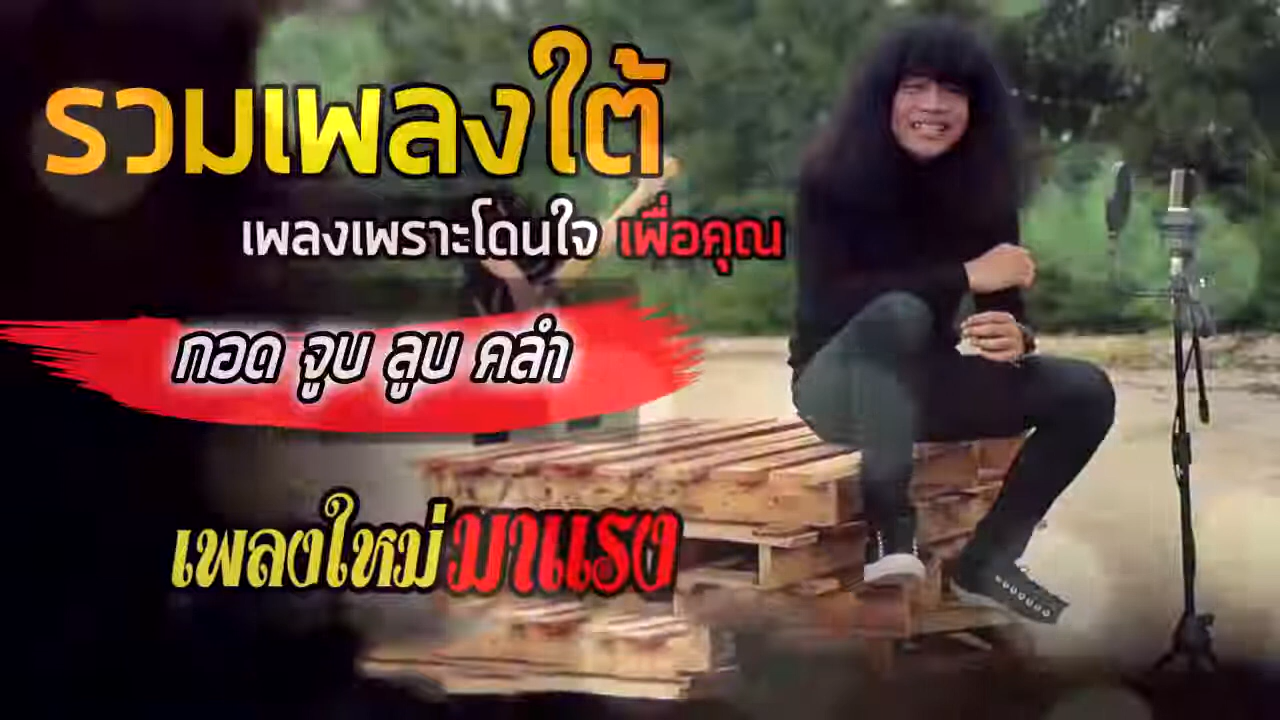 รวมเพลงใต้
เพลงเพราะโดนใจ เพื่อคุณ
กอด จูบ ลูบ คลำ
เพลงใหม่มาแรง